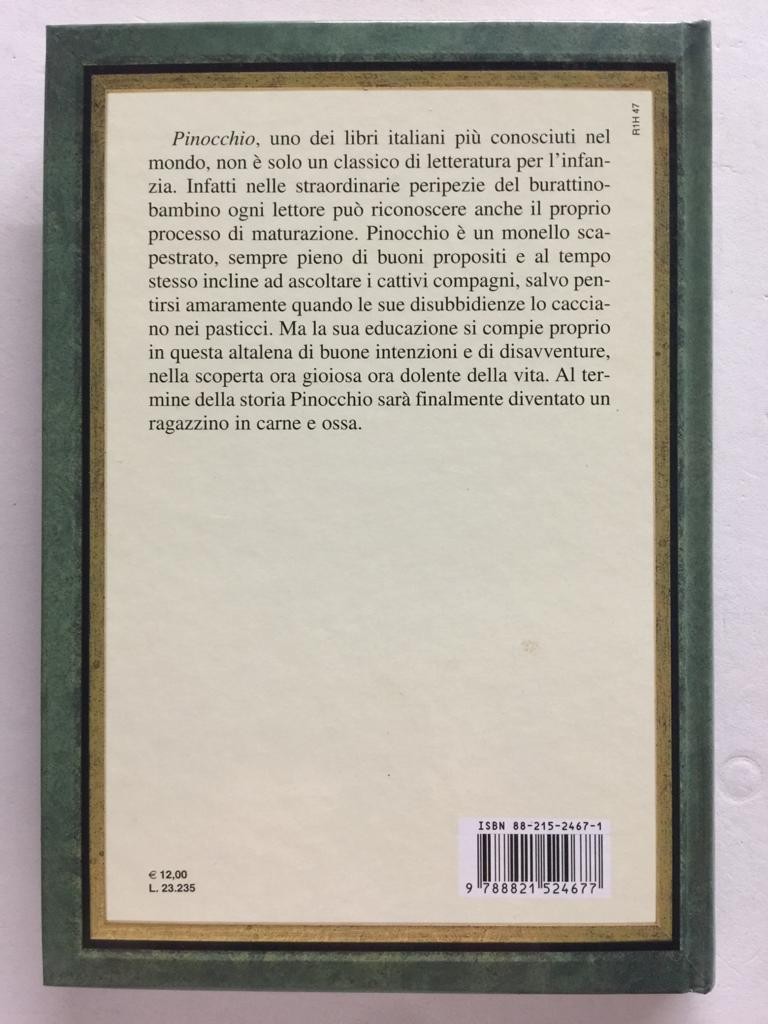 R1H 47
Pinocchio, uno dei libri italiani più conosciuti nel
mondo, non è solo un classico di letteratura per l'infan-
zia. Infatti nelle straordinarie peripezie del burattino-
bambino ogni lettore può riconoscere anche il proprio
processo di maturazione. Pinocchio è un monello sca-
pestrato, sempre pieno di buoni propositi e al tempo
stesso incline ad ascoltare i cattivi compagni, salvo pen-
tirsi amaramente quando le sue disubbidienze lo caccia-
no nei pasticci. Ma la sua educazione si compie proprio
in questa altalena di buone intenzioni e di disavventure,
nella scoperta ora gioiosa ora dolente della vita. Al ter-
mine della storia Pinocchio sarà finalmente diventato un
ragazzino in carne e ossa.
€ 12,00
L. 23.235
ISBN 88-215-2467-1
9 788821 524677